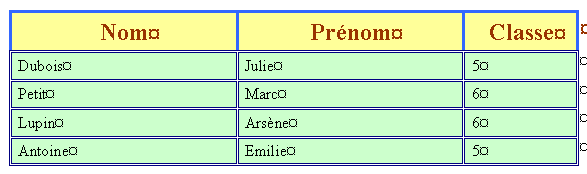 Nom¤ Prénom¤ Classe¤ ¤
Dubois¤ Julie¤ 5¤ ¤
Petit¤ Marc¤ 6¤ ¤
Lupin¤ Arsène¤ 6¤ ¤
Antoine¤ Emilie¤ 5¤ ¤